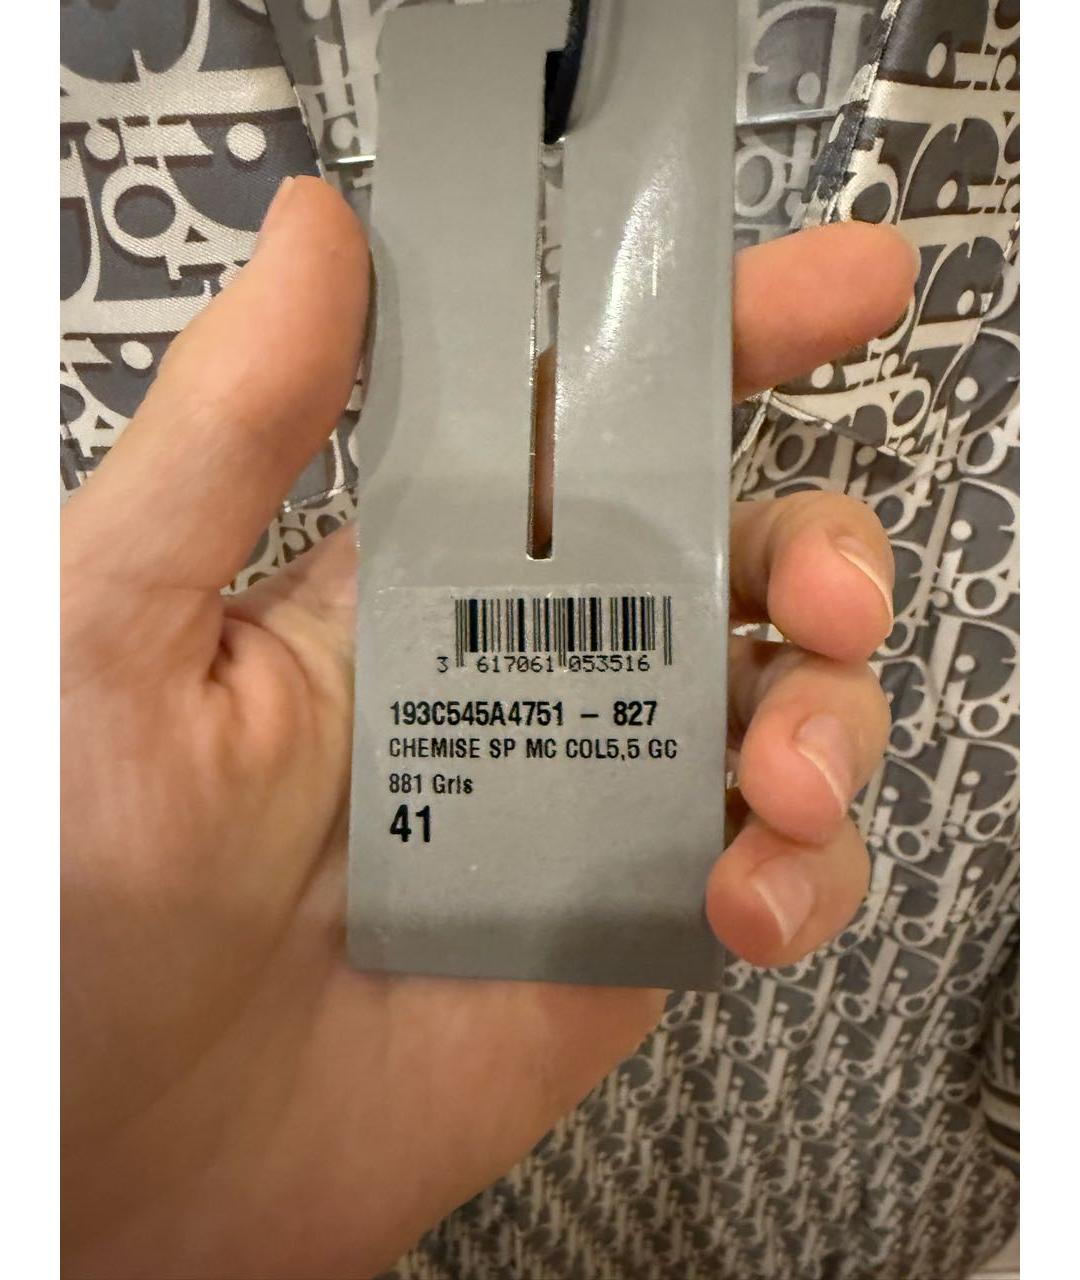 3 617061 053516
193C545A4751 – 827
CHEMISE SP MC COL5,5 GC
881 Gris
41